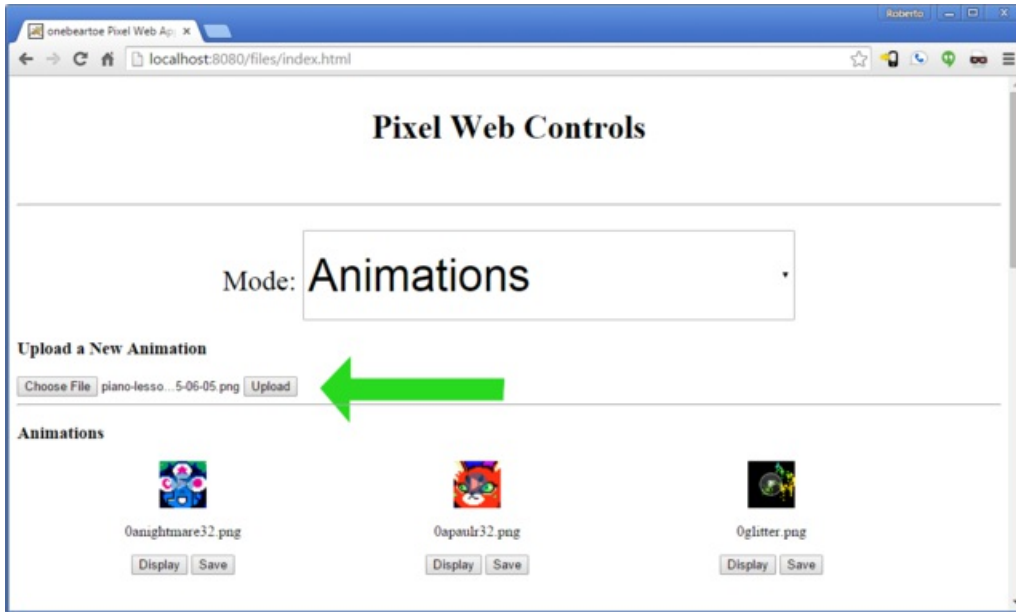 Roberto
onebeartoe Pixel Web Ap
localhost:8080/files/index.html
Pixel Web Controls
Mode: Animations
Upload a New Animation
Choose File piano-lesso...5-06-05.png Upload
Animations
0anightmare32.png 0apaulr32.png 0glitter.png
Display Save Display Save Display Save